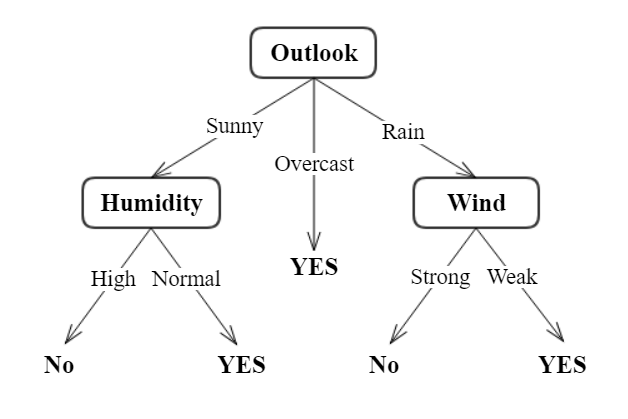 Outlook
Sunny
Rain
Overcast
Humidity
Wind
YES
High Normal
Strong Weak
No
YES
No
YES